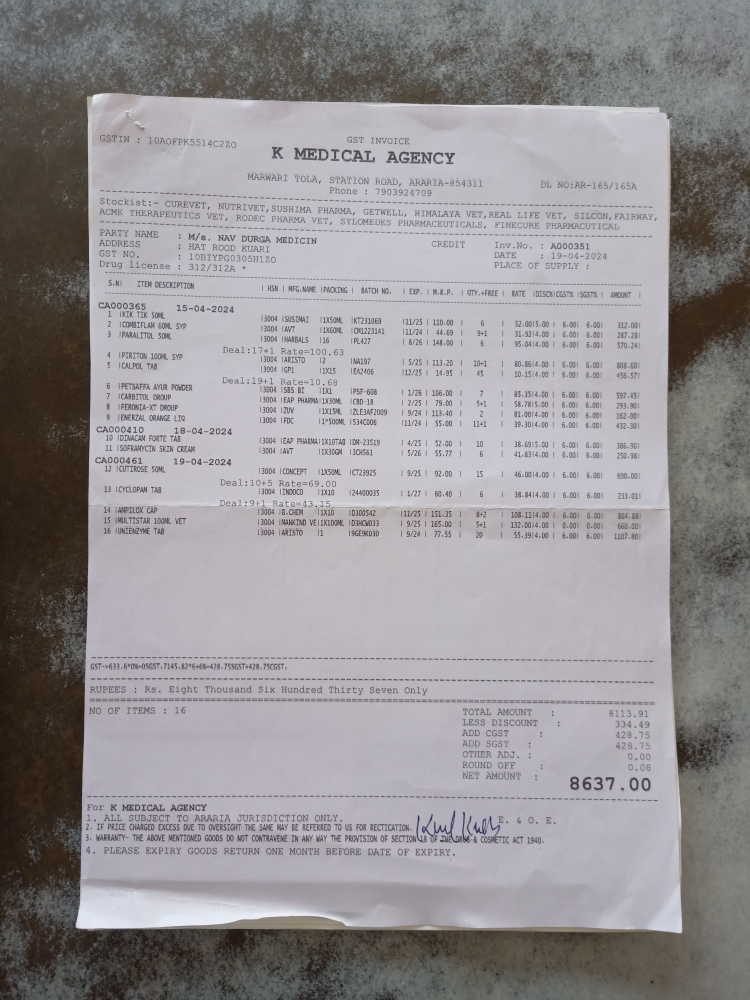 GSTIN : 10AOFPK5514C2ZO
GST INVOICE
K MEDICAL AGENCY
MARWARI TOLA, STATION ROAD, ARARIA-854311
DL NO:AR-165/165A
Phone : 7903924709
Stockist:- CUREVET, NUTRIVET,SUSHIMA PHARMA, GETWELL, HIMALAYA VET,REAL LIFE VET, SILCON,FAIRWAY,
ACME THERAPEUTICS VET, RODEC PHARMA VET, SYLOMEDES PHARMACEUTICALS, FINECURE PHARMACUTICAL
PARTY NAME : M/s. NAV DURGA MEDICIN CREDIT Inv.No. : A000351
ADDRESS : HAT ROOD KUARI DATE : 19-04-2024
GST NO. : 10BIYPG0305H1ZO PLACE OF SUPPLY :
Drug license : 312/312A *
S.N| ITEM DESCRIPTION | HSN | MFG.NAME |PACKING | BATCH NO. | EXP. | M.R.P. | QTY.+FREE | RATE |DISC%|CGST%|SGST%| AMOUNT
CA000365 15-04-2024
1 |KIK TIK 50ML |3004 |SUSIMAI |1X50ML |KT231069 |11/25 | 110.00 | 6 | 52.00|5.00| 6.00| 6.00| 312.00|
2 |COMBIFLAM 60ML SYP |3004 |AVT |1X60ML |CM1223141 |11/24 | 44.69 | 9+1 | 31.92|4.00| 6.00| 6.00| 287.28|
3 |PARALITOL 50ML |3004 |HARBALS |16 |PL427 | 8/26 | 148.00 | 6 | 95.04|4.00| 6.00| 6.00| 570.24|
Deal:17+1 Rate=100.63
4 |PIRITON 100ML SYP |3004 |ARISTO |2 |NA197 | 5/25 | 113.20 | 10+1 | 80.86|4.00| 6.00| 6.00| 808.60|
5 |CALPOL TAB |3004 |GP1 |1X15 |EA2406 |12/25 | 14.95 | 45 | 10.15|4.00| 6.00| 6.00| 456.57|
Deal:19+1 Rate=10.68
6 |PETSAFFA AYUR POWDER |3004 |SBS BI |1X1 |PSF-608 | 1/26 | 106.00 | 7 | 85.35|4.00| 6.00| 6.00| 597.45|
7 |CARBITOL DROUP |3004 |EAP PHARMA|1X30ML |CBD-18 | 2/25 | 79.00 | 5+1 | 58.78|5.00| 6.00| 6.00| 293.90|
8 |FERONIA-XT DROUP |3004 |ZUV |1X15ML |ZLE3AF2009 | 9/24 | 113.40 | 2 | 81.00|4.00| 6.00| 6.00| 162.00|
9 |ENERZAL ORANGE LIQ |3004 |FDC |1*500ML |534C006 |11/24 | 55.00 | 11+1 | 39.30|4.00| 6.00| 6.00| 432.30|
CA000410 18-04-2024
10 |DINACAM FORTE TAB |3004 |EAP PHARMA|1X10TAB |DM-23519 | 4/25 | 52.00 | 10 | 38.69|5.00| 6.00| 6.00| 386.90|
11 |SOFRAMYCIN SKIN CREAM |3004 |AVT |1X30GM |3CH561 | 5/26 | 55.77 | 6 | 41.83|4.00| 6.00| 6.00| 250.98|
CA000461 19-04-2024
12 |CUTIROSE 50ML |3004 |CONCEPT |1X50ML |CT23925 | 9/25 | 92.00 | 15 | 46.00|4.00| 6.00| 6.00| 690.00|
Deal:10+5 Rate=69.00
13 |CYCLOPAM TAB |3004 |INDOCO |1X10 |24400035 | 1/27 | 60.40 | 6 | 38.84|4.00| 6.00| 6.00| 233.01|
Deal:9+1 Rate=43.15
14 |AMPILOX CAP |3004 |B.CHEM |1X10 |D300542 |11/25 | 151.35 | 8+2 | 108.11|4.00| 6.00| 6.00| 864.88|
15 |MULTISTAR 100ML VET |3004 |MANKIND VE|1X100ML |D3HCW033 | 9/25 | 165.00 | 5+1 | 132.00|4.00| 0.00| 0.00| 660.00|
16 |UNIENZYME TAB |3004 |ARISTO |1 |9GE9K030 | 9/24 | 77.55 | 20 | 55.39|4.00| 6.00| 6.00| 1107.80|
GST->633.6*0%=0SGST.7145.82*6+6%=428.75SGST+428.75CGST.
RUPEES : Rs. Eight Thousand Six Hundred Thirty Seven Only
NO OF ITEMS : 16
TOTAL AMOUNT : 8113.91
LESS DISCOUNT : 334.49
ADD CGST : 428.75
ADD SGST : 428.75
OTHER ADJ. : 0.00
ROUND OFF : 0.08
NET AMOUNT : 8637.00
For K MEDICAL AGENCY
1. ALL SUBJECT TO ARARIA JURISDICTION ONLY. E. & O. E.
2. IF PRICE CHARGED EXCESS DUE TO OVERSIGHT THE SAME MAY BE REFERRED TO US FOR RECTICATION.
3. WARRANTY- THE ABOVE MENTIONED GOODS DO NOT CONTRAVENE IN ANY WAY THE PROVISION OF SECTION 18 OF THE DRUG & COSMETIC ACT 1940.
4. PLEASE EXPIRY GOODS RETURN ONE MONTH BEFORE DATE OF EXPIRY.